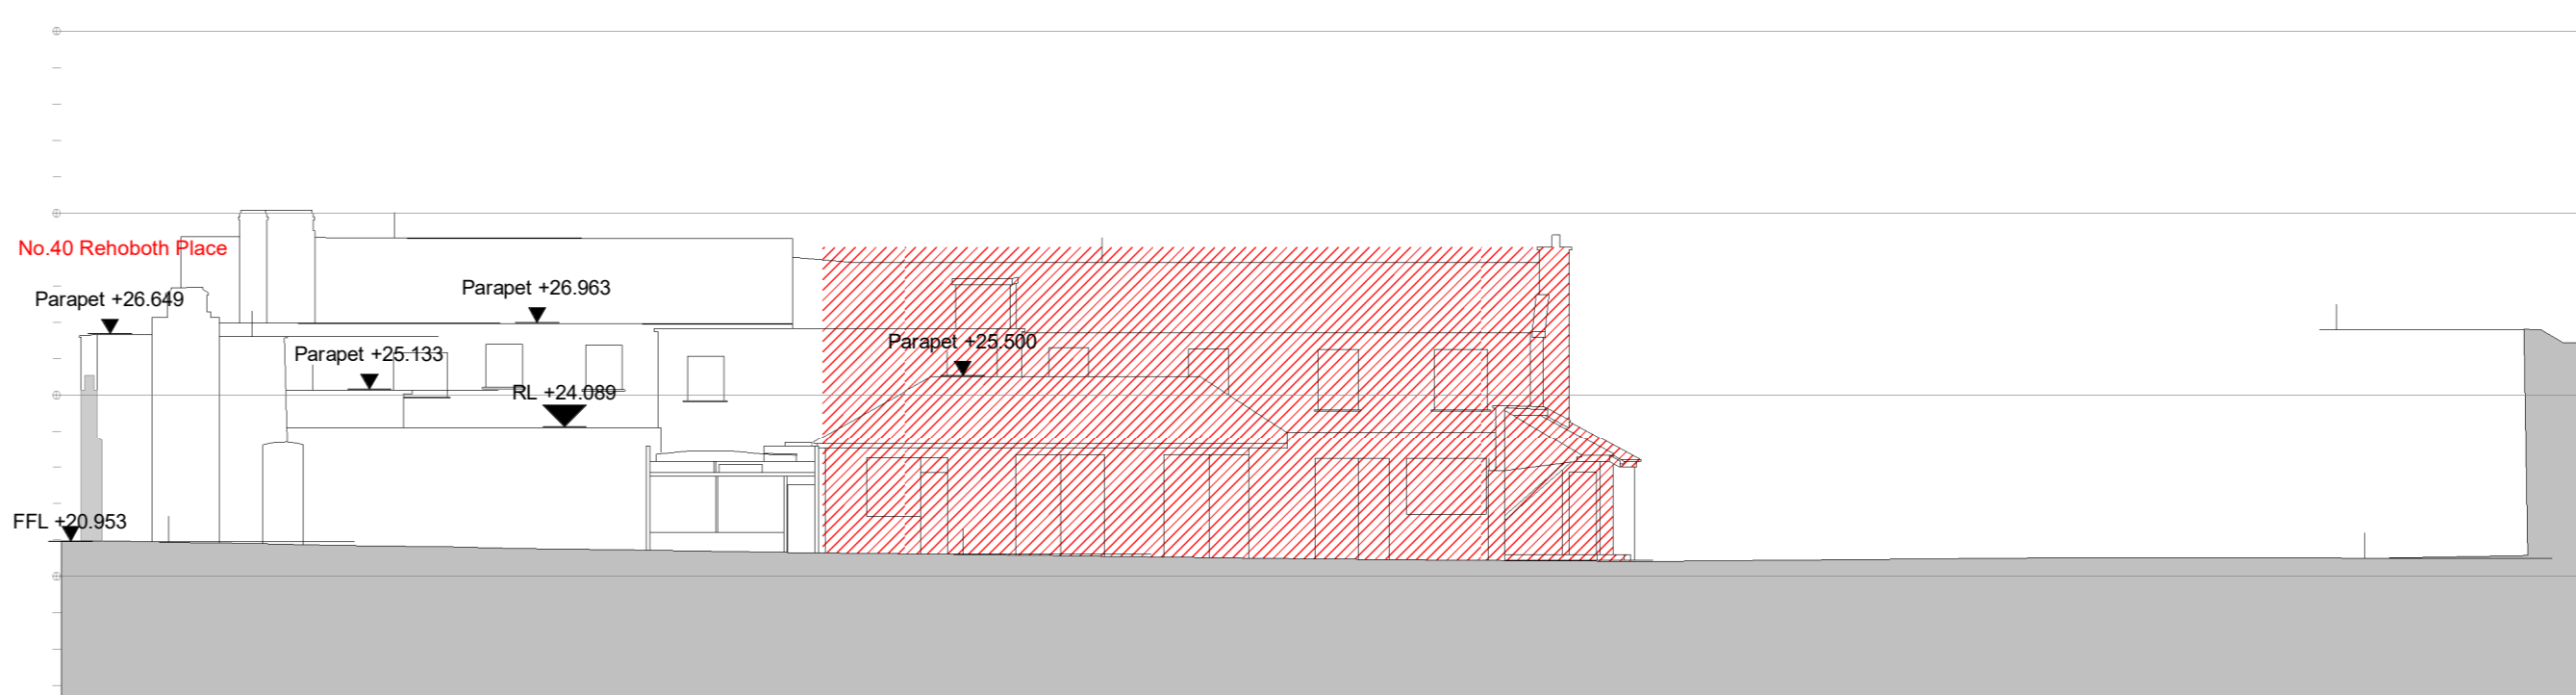 No.40 Rehoboth Place
Parapet +26.649
Parapet +26.963
Parapet +25.133
Parapet +25.500
RL +24.089
FFL +20.953